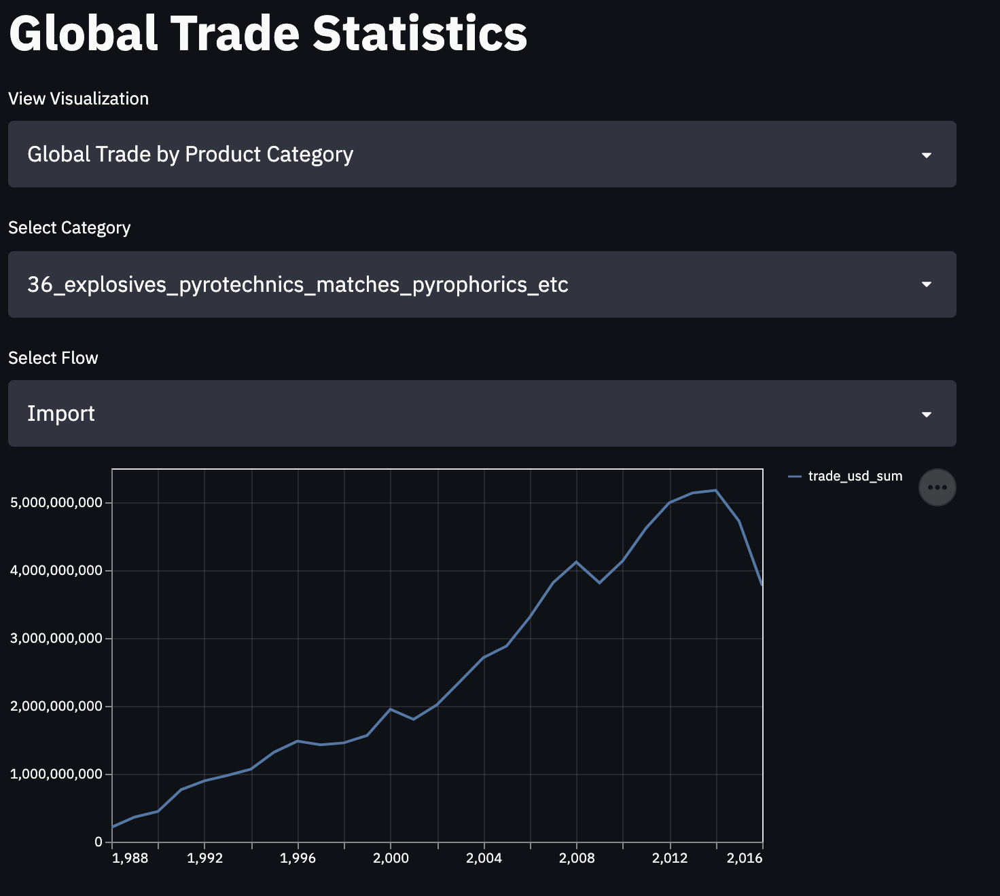 Global Trade Statistics
View Visualization
Global Trade by Product Category
Select Category
36_explosives_pyrotechnics_matches_pyrophorics_etc
Select Flow
Import
trade_usd_sum
5,000,000,000
4,000,000,000
3,000,000,000
2,000,000,000
1,000,000,000
0
1,988 1,992 1,996 2,000 2,004 2,008 2,012 2,016